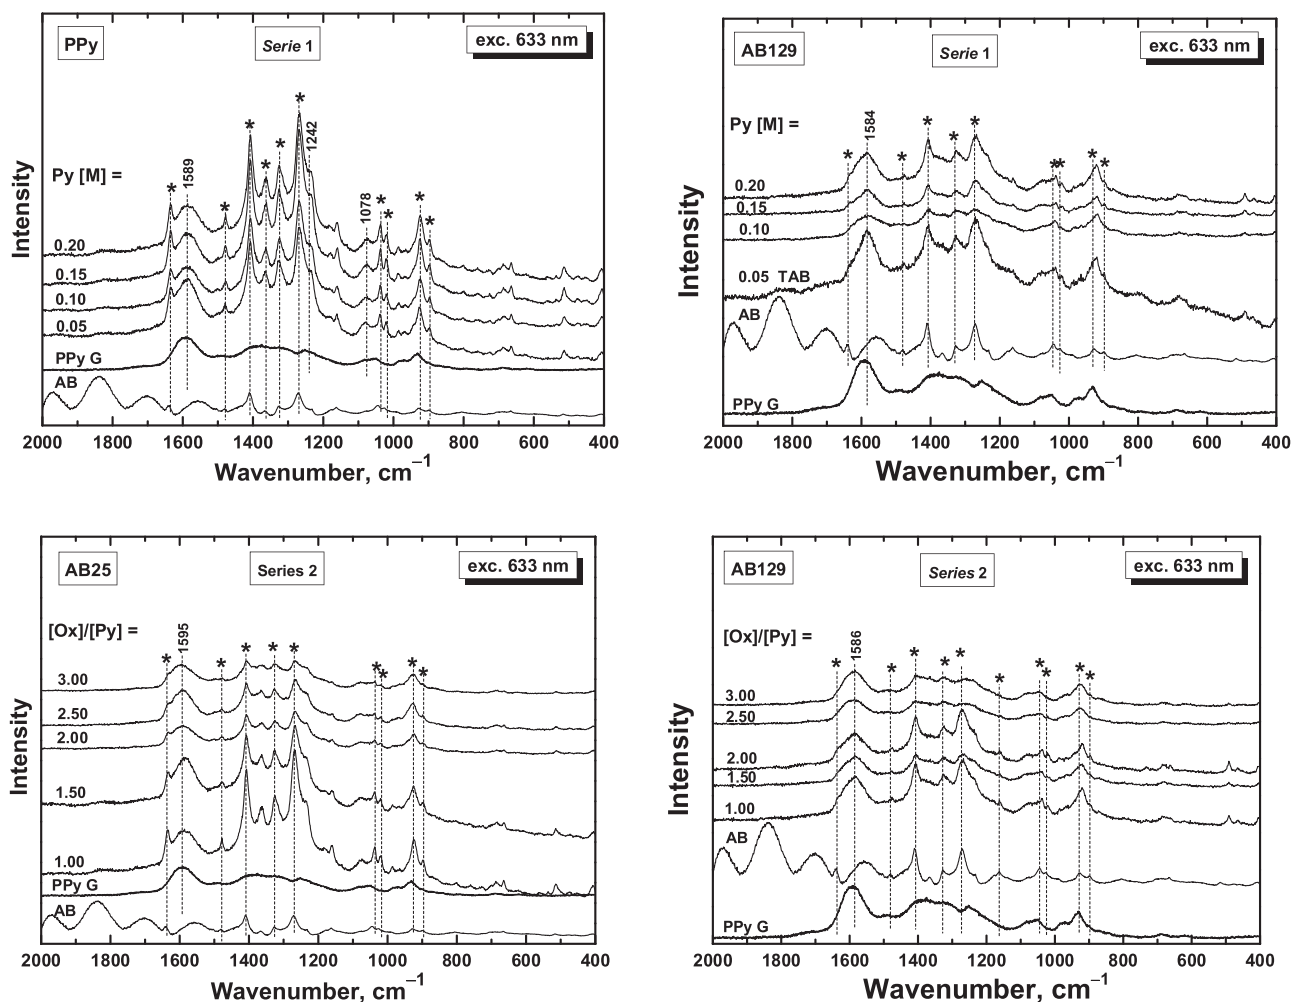 PPy
Serie 1
exc. 633 nm
Py [M] =
* 1589 * * * * * 1242 1078 * * * *
0.20
0.15
0.10
0.05
PPy G
AB
Intensity
2000 1800 1600 1400 1200 1000 800 600 400
Wavenumber, cm–1
AB129
Serie 1
exc. 633 nm
Py [M] =
* 1584 * * * * * * * *
0.20
0.15
0.10
0.05 TAB
AB
PPy G
Intensity
2000 1800 1600 1400 1200 1000 800 600 400
Wavenumber, cm–1
AB25
Series 2
exc. 633 nm
[Ox]/[Py] =
* 1595 * * * * * * * *
3.00
2.50
2.00
1.50
1.00
PPy G
AB
Intensity
2000 1800 1600 1400 1200 1000 800 600 400
Wavenumber, cm–1
AB129
Series 2
exc. 633 nm
[Ox]/[Py] =
* 1586 * * * * * * * * *
3.00
2.50
2.00
1.50
1.00
AB
PPy G
Intensity
2000 1800 1600 1400 1200 1000 800 600 400
Wavenumber, cm–1